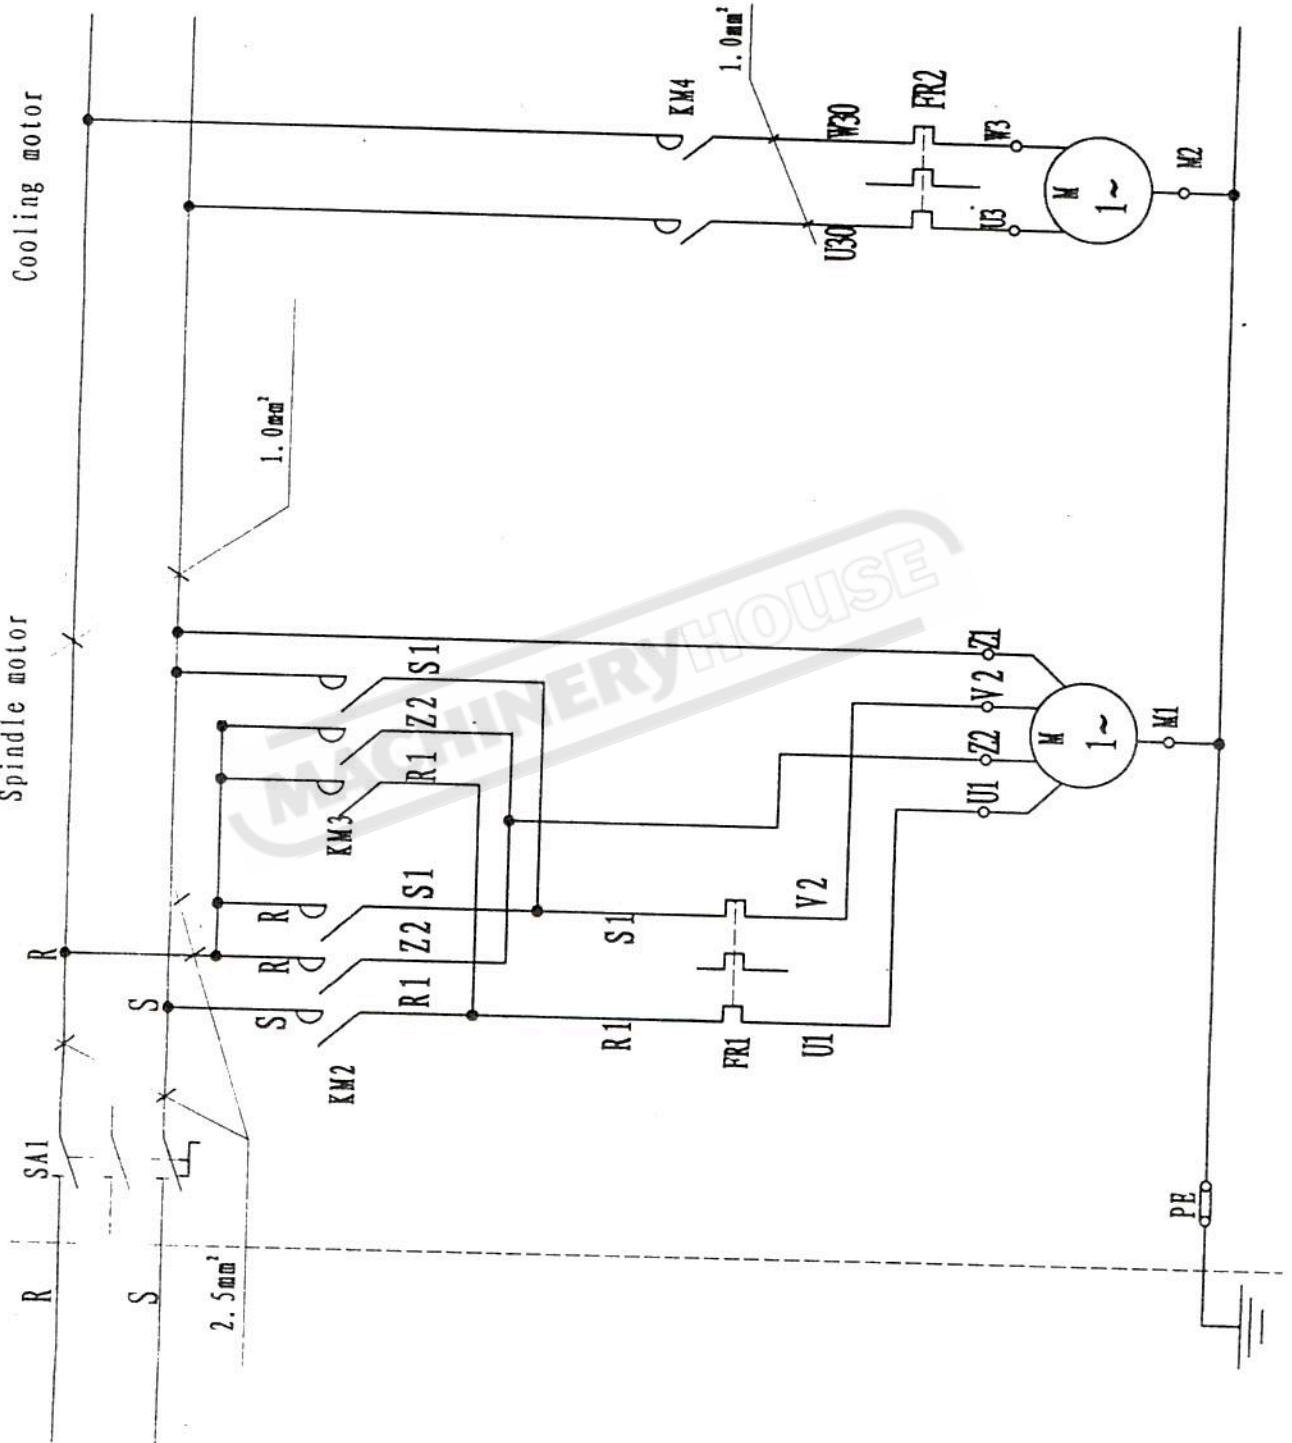 Spindle motor
Cooling motor
R
S
SA1
R
S
2.5mm²
1.0mm²
1.0mm²
S
R
R
KM2
R1
Z2
S1
KM3
R1
Z2
S1
KM4
R1
S1
FR1
U1
V2
U30
W30
FR2
U1
Z2
V2
Z1
U3
W3
M
1~
M1
M
1~
M2
PE
MACHINERYHOUSE